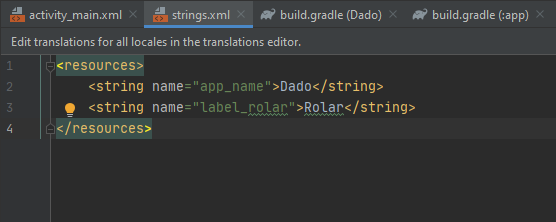 activity_main.xml strings.xml build.gradle (Dado) build.gradle (:app)
Edit translations for all locales in the translations editor.
1 <resources>
2 <string name="app_name">Dado</string>
3 <string name="label_rolar">Rolar</string>
4 </resources>